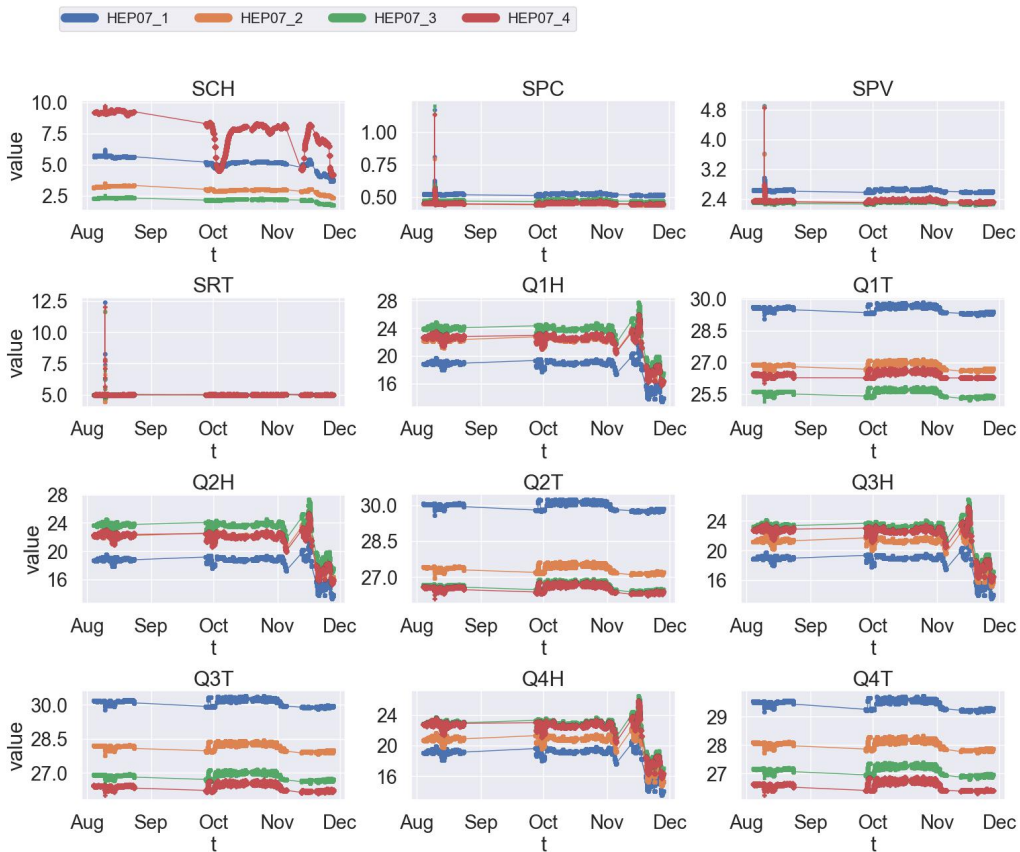 HEP07_1 HEP07_2 HEP07_3 HEP07_4
SCH SPC SPV
10.0
7.5
5.0
2.5
value
1.00
0.75
0.50
4.8
4.0
3.2
2.4
Aug Sep Oct Nov Dec Aug Sep Oct Nov Dec Aug Sep Oct Nov Dec
t t t
SRT Q1H Q1T
12.5
10.0
7.5
5.0
value
28
24
20
16
30.0
28.5
27.0
25.5
Aug Sep Oct Nov Dec Aug Sep Oct Nov Dec Aug Sep Oct Nov Dec
t t t
Q2H Q2T Q3H
28
24
20
16
value
30.0
28.5
27.0
24
20
16
Aug Sep Oct Nov Dec Aug Sep Oct Nov Dec Aug Sep Oct Nov Dec
t t t
Q3T Q4H Q4T
30.0
28.5
27.0
value
24
20
16
29
28
27
Aug Sep Oct Nov Dec Aug Sep Oct Nov Dec Aug Sep Oct Nov Dec
t t t